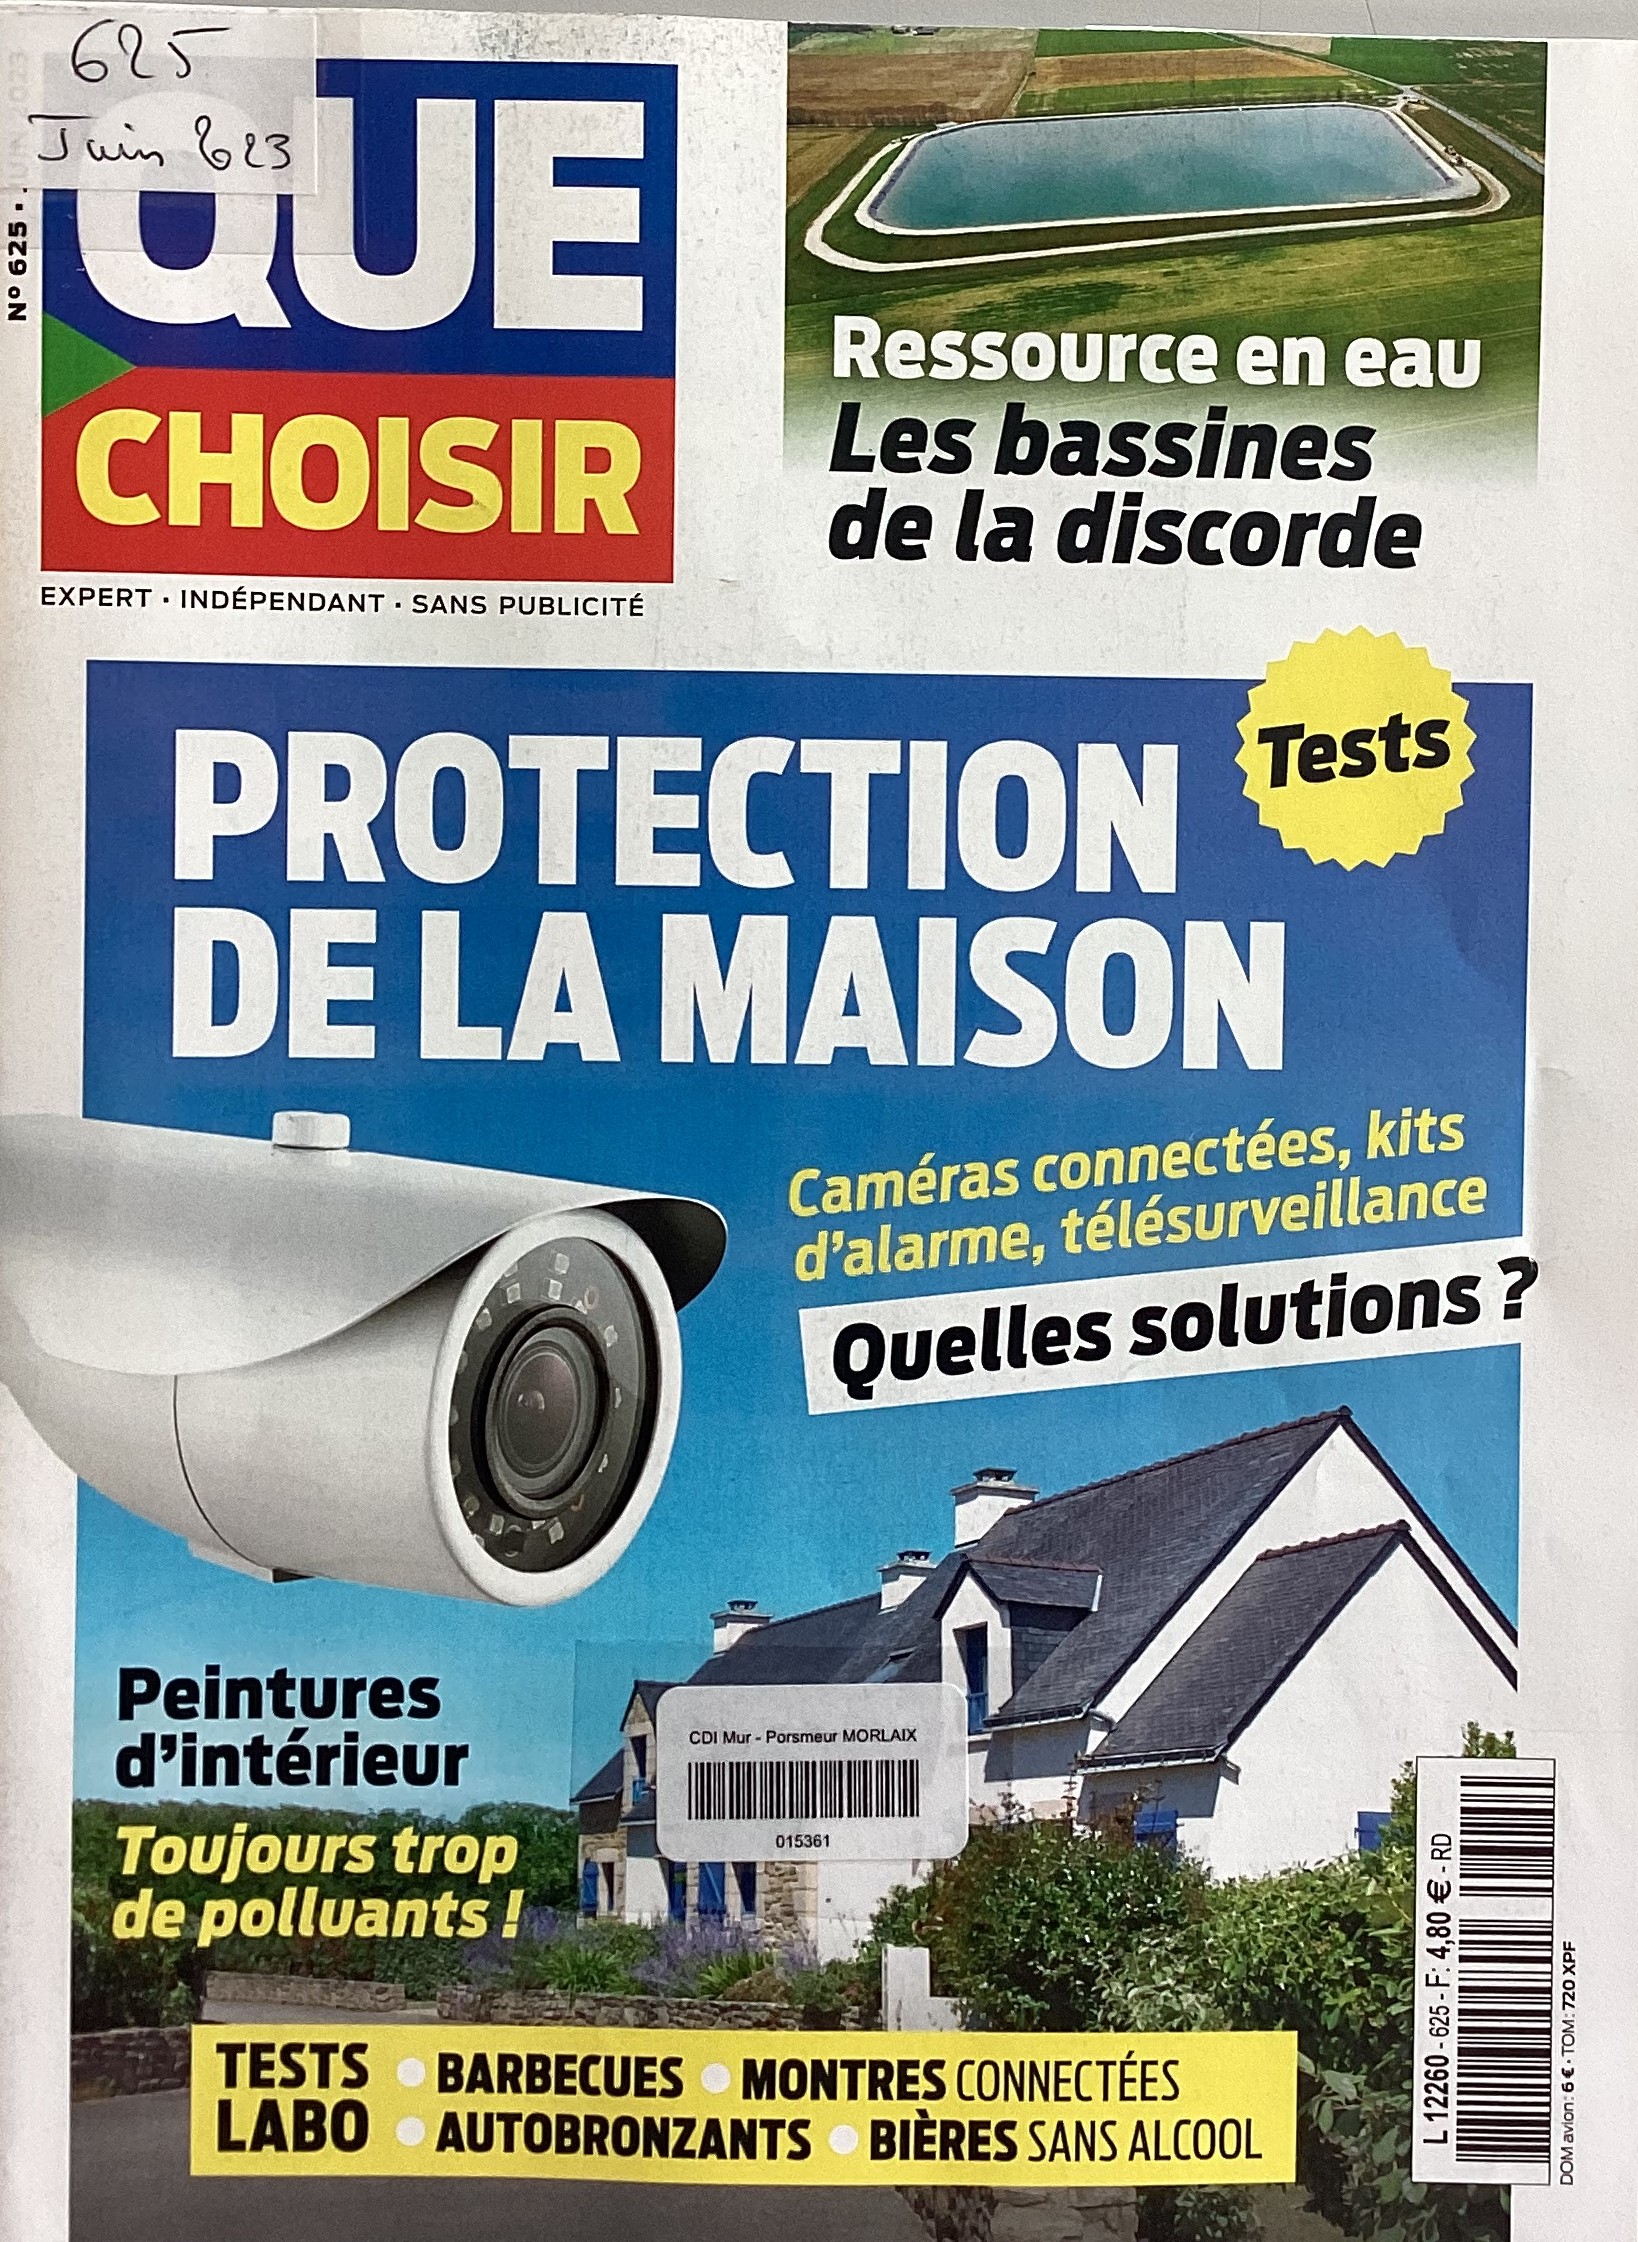 625
Juin 2023
N° 625 .
QUE
CHOISIR
EXPERT · INDÉPENDANT · SANS PUBLICITÉ
Ressource en eau
Les bassines
de la discorde
Tests
PROTECTION
DE LA MAISON
Caméras connectées, kits
d'alarme, télésurveillance
Quelles solutions ?
Peintures
d'intérieur
Toujours trop
de polluants !
CDI Mur - Porsmeur MORLAIX
015361
TESTS LABO
• BARBECUES • MONTRES CONNECTÉES
• AUTOBRONZANTS • BIÈRES SANS ALCOOL
L 12260 - 625 - F: 4,80 € - RD
DOM avion : 6 € · TOM : 720 XPF